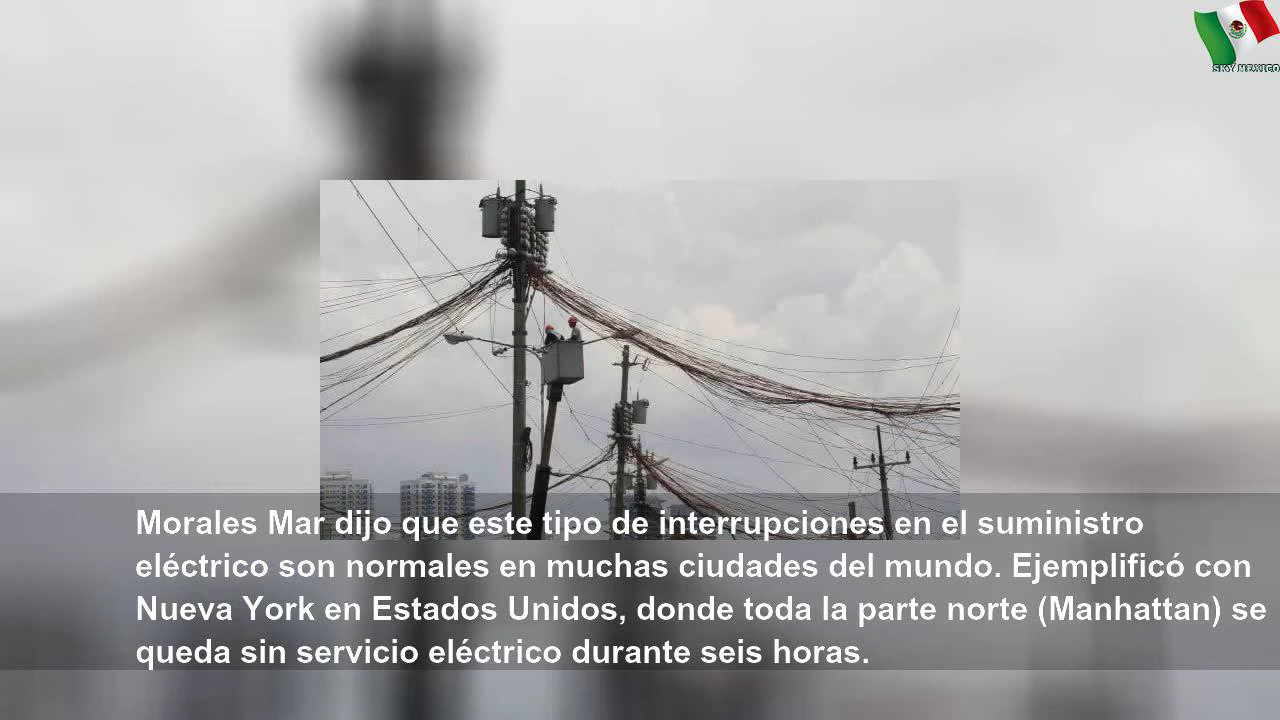 SKY MEXICO
Morales Mar dijo que este tipo de interrupciones en el suministro
eléctrico son normales en muchas ciudades del mundo. Ejemplificó con
Nueva York en Estados Unidos, donde toda la parte norte (Manhattan) se
queda sin servicio eléctrico durante seis horas.